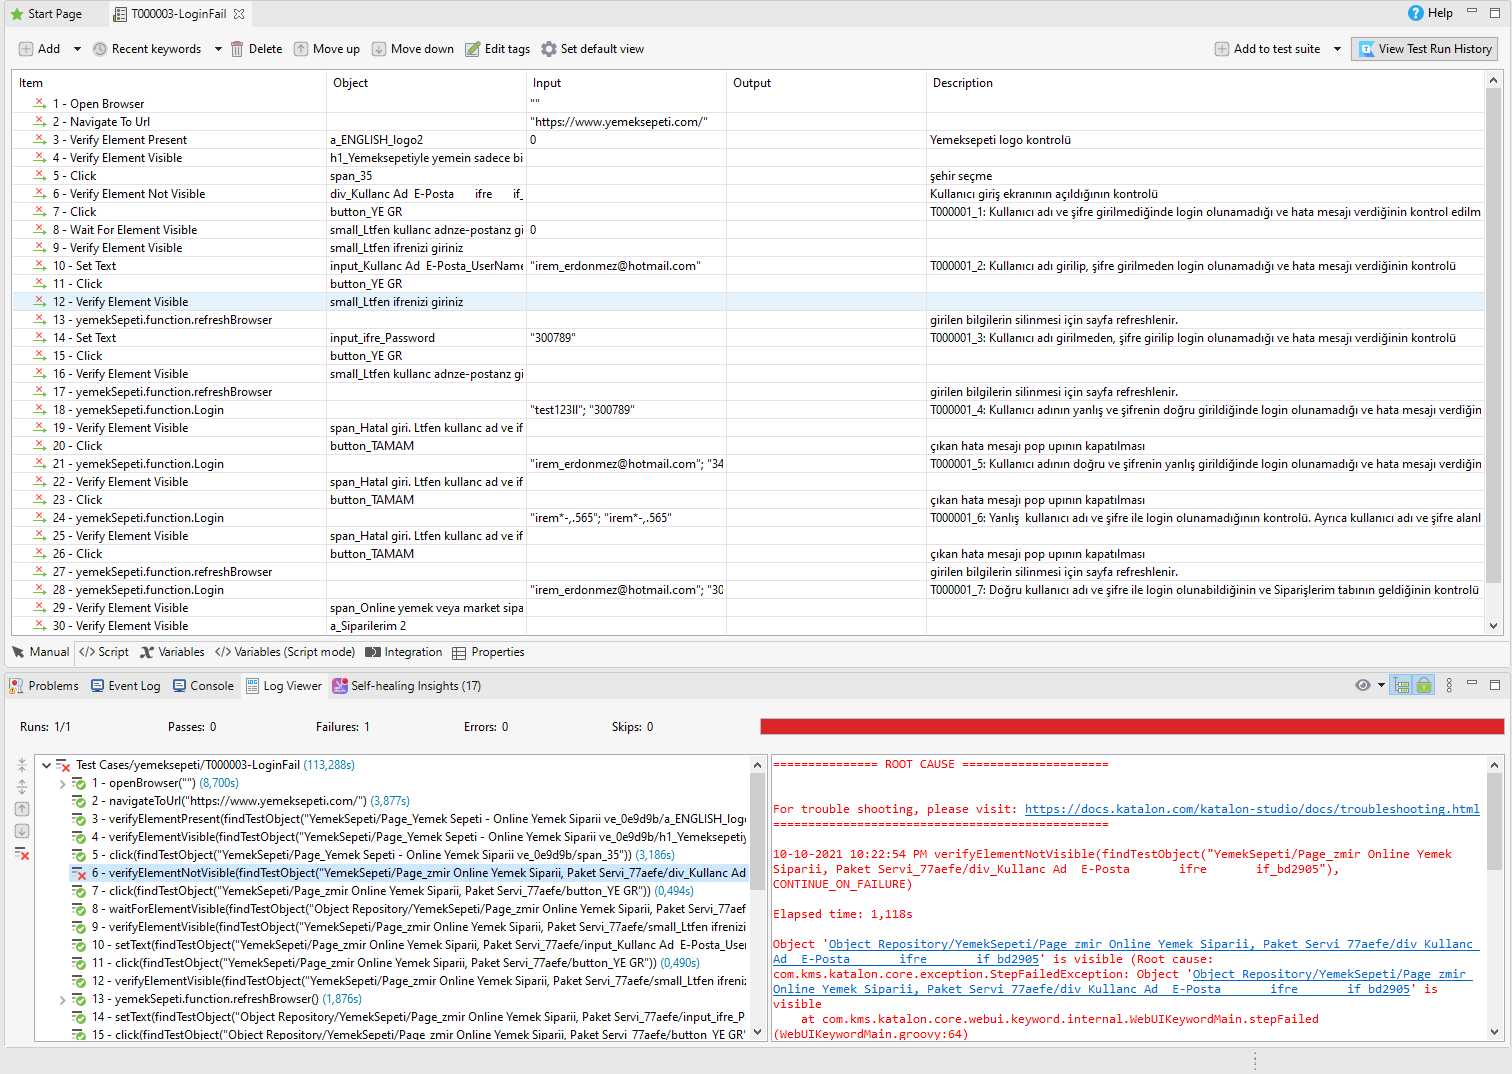 Start Page
T000003-LoginFail
Help
Add
Recent keywords
Delete
Move up
Move down
Edit tags
Set default view
Add to test suite
View Test Run History
Item Object Input Output Description
1 - Open Browser ""
2 - Navigate To Url "https://www.yemeksepeti.com/"
3 - Verify Element Present a_ENGLISH_logo2 0 Yemeksepeti logo kontrolü
4 - Verify Element Visible h1_Yemeksepetiyle yemein sadece bi
5 - Click span_35 şehir seçme
6 - Verify Element Not Visible div_Kullanc Ad E-Posta ifre if_ Kullanıcı giriş ekranının açıldığının kontrolü
7 - Click button_YE GR T000001_1: Kullanıcı adı ve şifre girilmediğinde login olunamadığı ve hata mesajı verdiğinin kontrol edilm
8 - Wait For Element Visible small_Ltfen kullanc adnze-postanz gi 0
9 - Verify Element Visible small_Ltfen ifrenizi giriniz
10 - Set Text input_Kullanc Ad E-Posta_UserName "irem_erdonmez@hotmail.com" T000001_2: Kullanıcı adı girilip, şifre girilmeden login olunamadığı ve hata mesajı verdiğinin kontrolü
11 - Click button_YE GR
12 - Verify Element Visible small_Ltfen ifrenizi giriniz
13 - yemekSepeti.function.refreshBrowser girilen bilgilerin silinmesi için sayfa refreshlenir.
14 - Set Text input_ifre_Password "300789" T000001_3: Kullanıcı adı girilmeden, şifre girilip login olunamadığı ve hata mesajı verdiğinin kontrolü
15 - Click button_YE GR
16 - Verify Element Visible small_Ltfen kullanc adnze-postanz gi
17 - yemekSepeti.function.refreshBrowser girilen bilgilerin silinmesi için sayfa refreshlenir.
18 - yemekSepeti.function.Login "test123ll"; "300789" T000001_4: Kullanıcı adının yanlış ve şifrenin doğru girildiğinde login olunamadığı ve hata mesajı verdiğin
19 - Verify Element Visible span_Hatal giri. Ltfen kullanc ad ve if
20 - Click button_TAMAM çıkan hata mesajı pop upının kapatılması
21 - yemekSepeti.function.Login "irem_erdonmez@hotmail.com"; "34 T000001_5: Kullanıcı adının doğru ve şifrenin yanlış girildiğinde login olunamadığı ve hata mesajı verdiğin
22 - Verify Element Visible span_Hatal giri. Ltfen kullanc ad ve if
23 - Click button_TAMAM çıkan hata mesajı pop upının kapatılması
24 - yemekSepeti.function.Login "irem*-,.565"; "irem*-,.565" T000001_6: Yanlış kullanıcı adı ve şifre ile login olunamadığının kontrolü. Ayrıca kullanıcı adı ve şifre alanl
25 - Verify Element Visible span_Hatal giri. Ltfen kullanc ad ve if
26 - Click button_TAMAM çıkan hata mesajı pop upının kapatılması
27 - yemekSepeti.function.refreshBrowser girilen bilgilerin silinmesi için sayfa refreshlenir.
28 - yemekSepeti.function.Login "irem_erdonmez@hotmail.com"; "30 T000001_7: Doğru kullanıcı adı ve şifre ile login olunabildiğinin ve Siparişlerim tabının geldiğinin kontrolü
29 - Verify Element Visible span_Online yemek veya market sipa
30 - Verify Element Visible a_Siparilerim 2
Manual </> Script Variables </> Variables (Script mode) Integration Properties
Problems Event Log Console Log Viewer Self-healing Insights (17)
Runs: 1/1 Passes: 0 Failures: 1 Errors: 0 Skips: 0
Test Cases/yemeksepeti/T000003-LoginFail (113,288s)
1 - openBrowser("") (8,700s)
2 - navigateToUrl("https://www.yemeksepeti.com/") (3,877s)
3 - verifyElementPresent(findTestObject("YemekSepeti/Page_Yemek Sepeti - Online Yemek Siparii ve_0e9d9b/a_ENGLISH_logo
4 - verifyElementVisible(findTestObject("YemekSepeti/Page_Yemek Sepeti - Online Yemek Siparii ve_0e9d9b/h1_Yemeksepetiy
5 - click(findTestObject("YemekSepeti/Page_Yemek Sepeti - Online Yemek Siparii ve_0e9d9b/span_35")) (3,186s)
6 - verifyElementNotVisible(findTestObject("YemekSepeti/Page_zmir Online Yemek Siparii, Paket Servi_77aefe/div_Kullanc Ad
7 - click(findTestObject("YemekSepeti/Page_zmir Online Yemek Siparii, Paket Servi_77aefe/button_YE GR")) (0,494s)
8 - waitForElementVisible(findTestObject("Object Repository/YemekSepeti/Page_zmir Online Yemek Siparii, Paket Servi_77aef
9 - verifyElementVisible(findTestObject("YemekSepeti/Page_zmir Online Yemek Siparii, Paket Servi_77aefe/small_Ltfen ifrenizi
10 - setText(findTestObject("YemekSepeti/Page_zmir Online Yemek Siparii, Paket Servi_77aefe/input_Kullanc Ad E-Posta_User
11 - click(findTestObject("YemekSepeti/Page_zmir Online Yemek Siparii, Paket Servi_77aefe/button_YE GR")) (0,490s)
12 - verifyElementVisible(findTestObject("YemekSepeti/Page_zmir Online Yemek Siparii, Paket Servi_77aefe/small_Ltfen ifreni
13 - yemekSepeti.function.refreshBrowser() (1,876s)
14 - setText(findTestObject("Object Repository/YemekSepeti/Page_zmir Online Yemek Siparii, Paket Servi_77aefe/input_ifre_P
15 - click(findTestObject("Object Repository/YemekSepeti/Page_zmir Online Yemek Siparii, Paket Servi_77aefe/button_YE GR"
=============== ROOT CAUSE =====================
For trouble shooting, please visit: https://docs.katalon.com/katalon-studio/docs/troubleshooting.html
================================================
10-10-2021 10:22:54 PM verifyElementNotVisible(findTestObject("YemekSepeti/Page_zmir Online Yemek
Siparii, Paket Servi_77aefe/div_Kullanc Ad E-Posta ifre if_bd2905"),
CONTINUE_ON_FAILURE)
Elapsed time: 1,118s
Object 'Object Repository/YemekSepeti/Page_zmir Online Yemek Siparii, Paket Servi_77aefe/div_Kullanc
Ad E-Posta ifre if_bd2905' is visible (Root cause:
com.kms.katalon.core.exception.StepFailedException: Object 'Object Repository/YemekSepeti/Page_zmir
Online Yemek Siparii, Paket Servi_77aefe/div_Kullanc Ad E-Posta ifre if_bd2905' is
visible
at com.kms.katalon.core.webui.keyword.internal.WebUIKeywordMain.stepFailed
(WebUIKeywordMain.groovy:64)